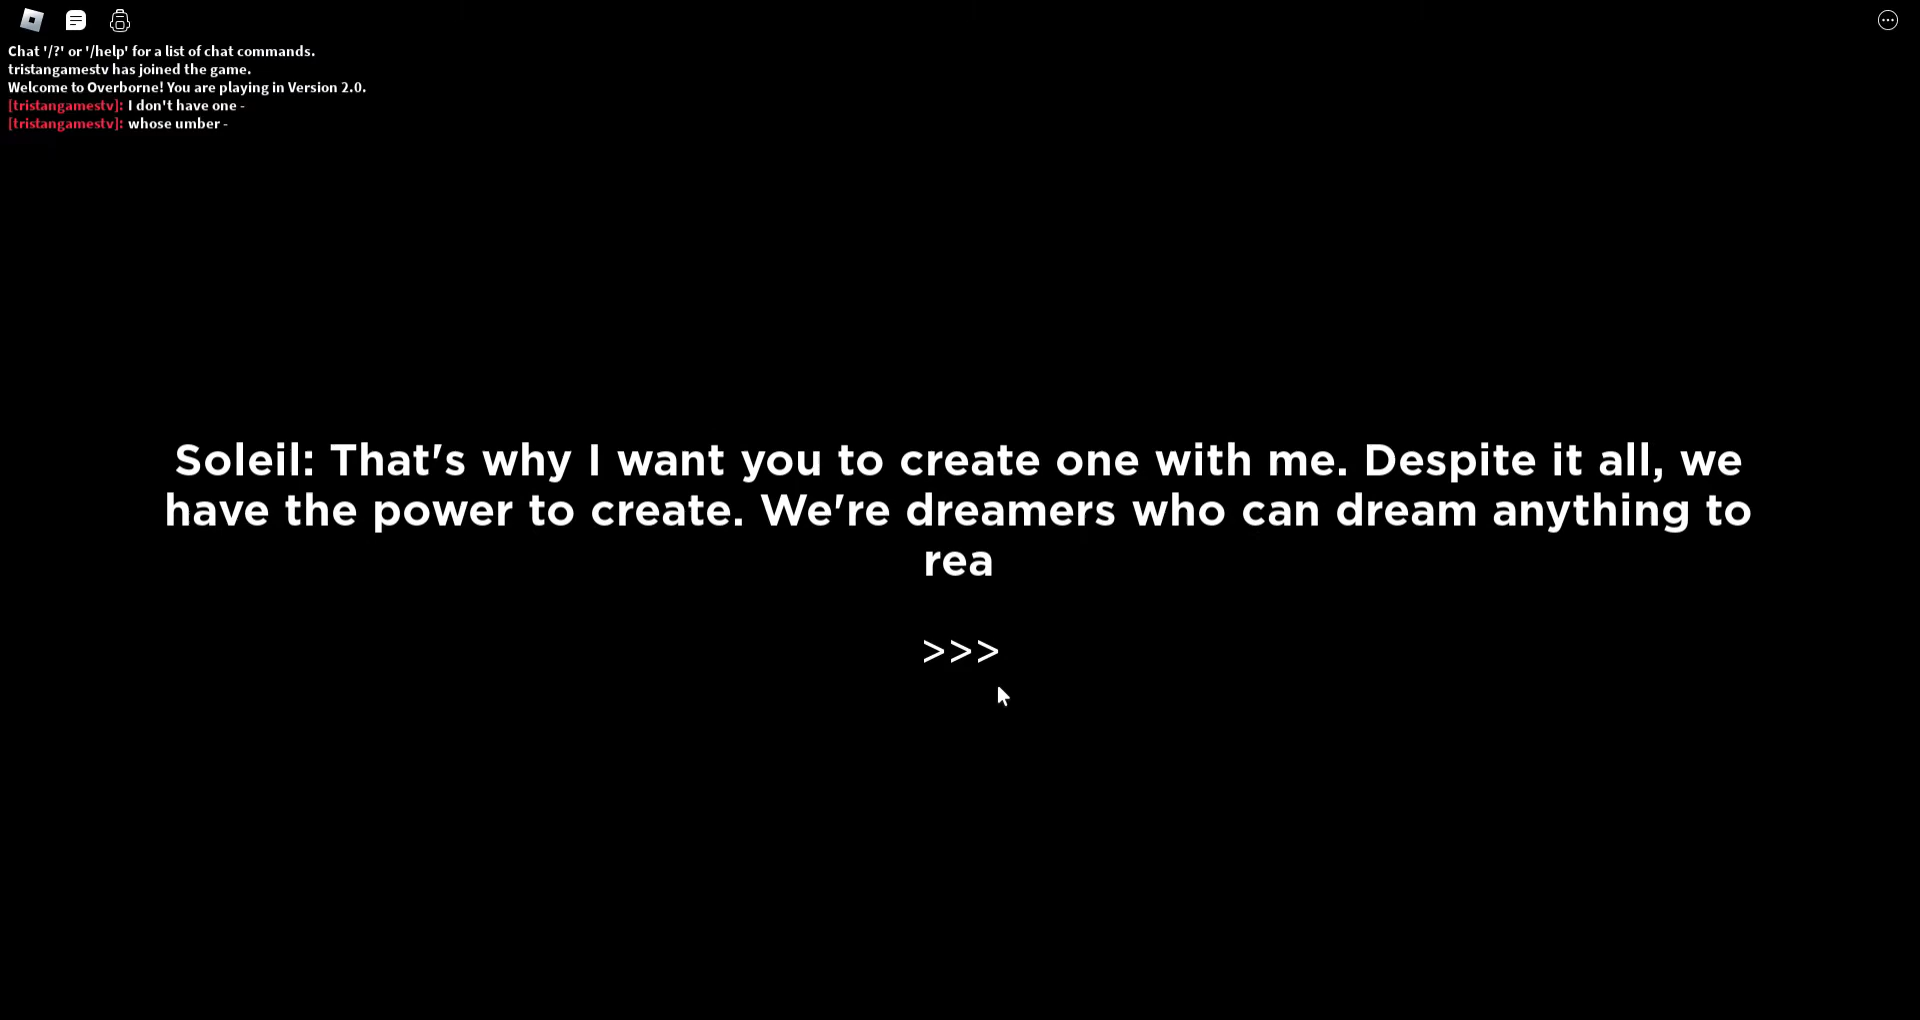 Chat '/?' or '/help' for a list of chat commands.
tristangamestv has joined the game.
Welcome to Overborne! You are playing in Version 2.0.
[tristangamestv]: I don't have one -
[tristangamestv]: whose umber -
Soleil: That's why I want you to create one with me. Despite it all, we
have the power to create. We're dreamers who can dream anything to
rea
>>>